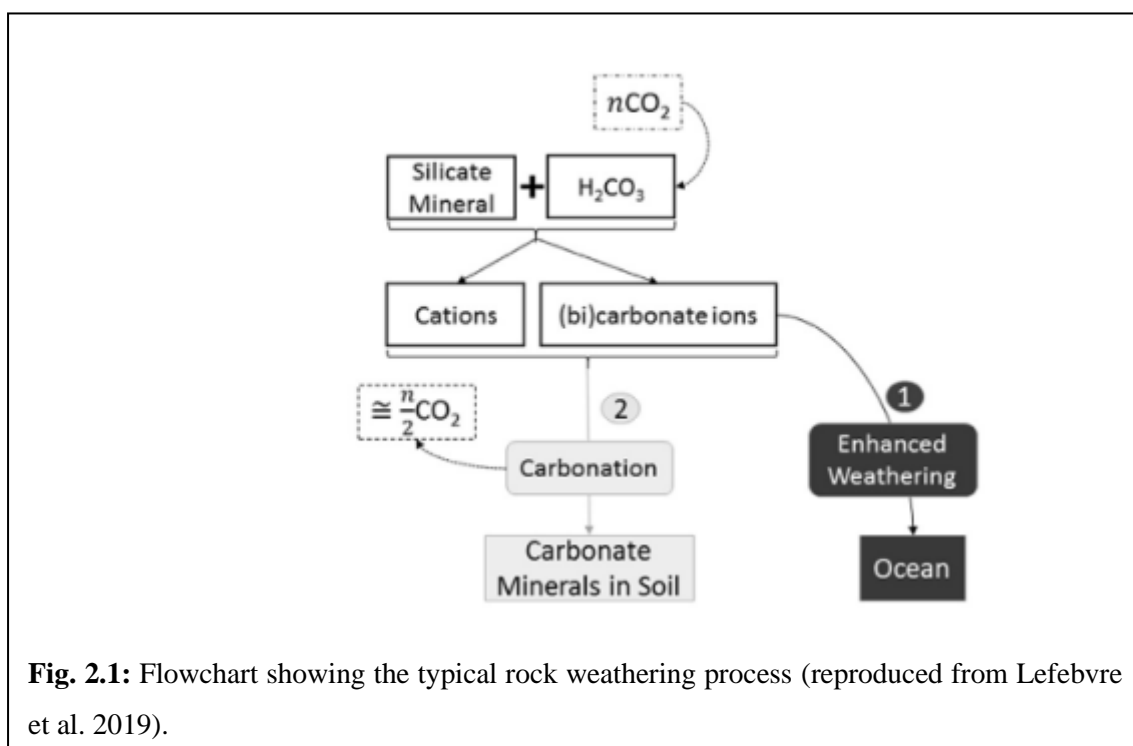 nCO₂
Silicate
Mineral
+
H₂CO₃
Cations
(bi)carbonate ions
≅ n/2 CO₂
2
1
Carbonation
Enhanced
Weathering
Carbonate
Minerals in Soil
Ocean
Fig. 2.1: Flowchart showing the typical rock weathering process (reproduced from Lefebvre
et al. 2019).